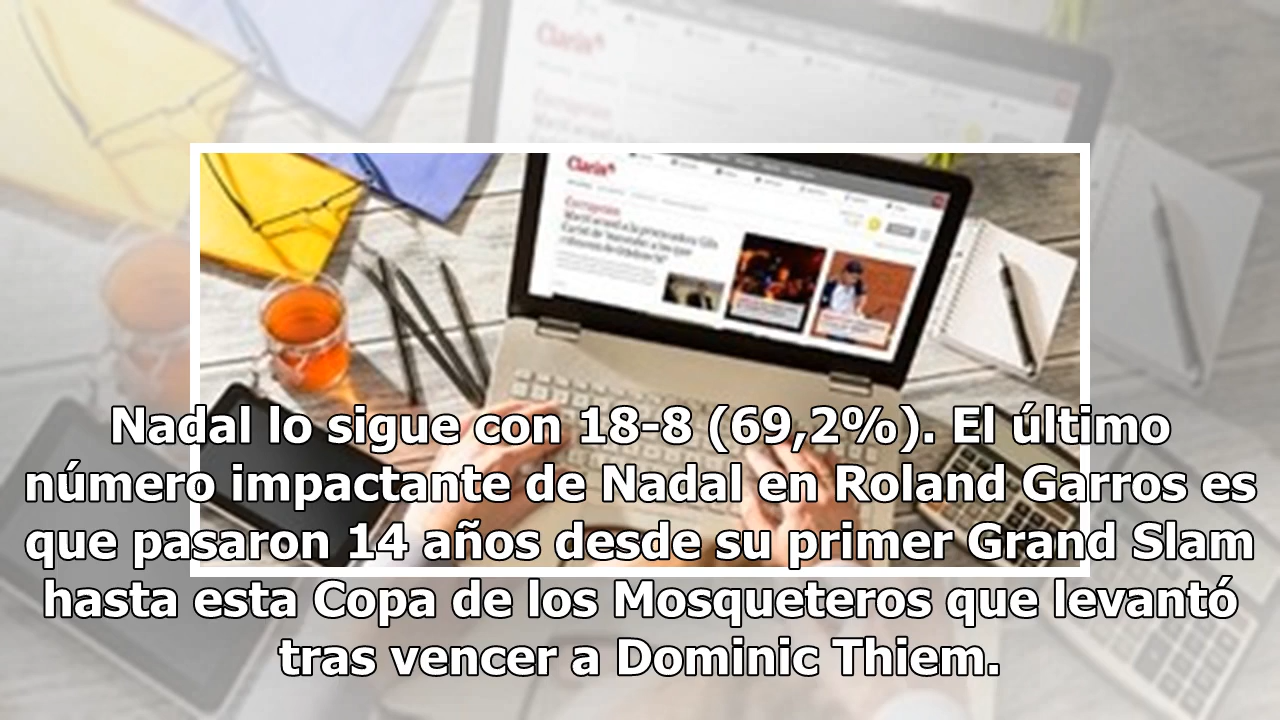 Clarín
Clarín
Nadal lo sigue con 18-8 (69,2%). El último
número impactante de Nadal en Roland Garros es
que pasaron 14 años desde su primer Grand Slam
hasta esta Copa de los Mosqueteros que levantó
tras vencer a Dominic Thiem.